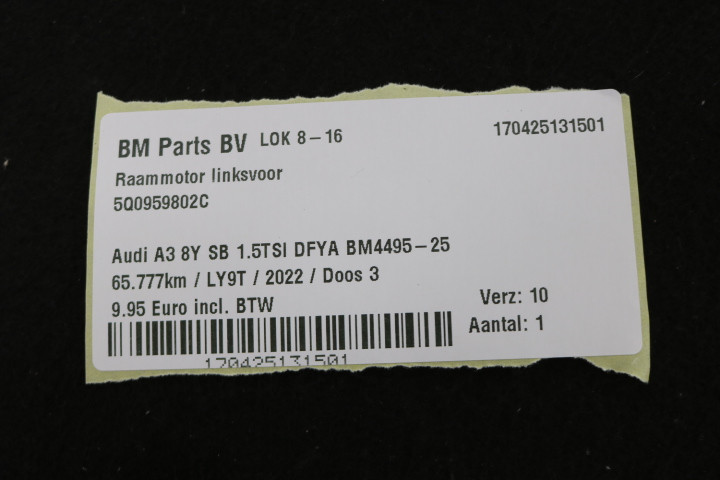 BM Parts BV LOK 8-16 170425131501
Raammotor linksvoor
5Q0959802C
Audi A3 8Y SB 1.5TSI DFYA BM4495-25
65.777km / LY9T / 2022 / Doos 3
9.95 Euro incl. BTW Verz: 10
Aantal: 1
170425131501